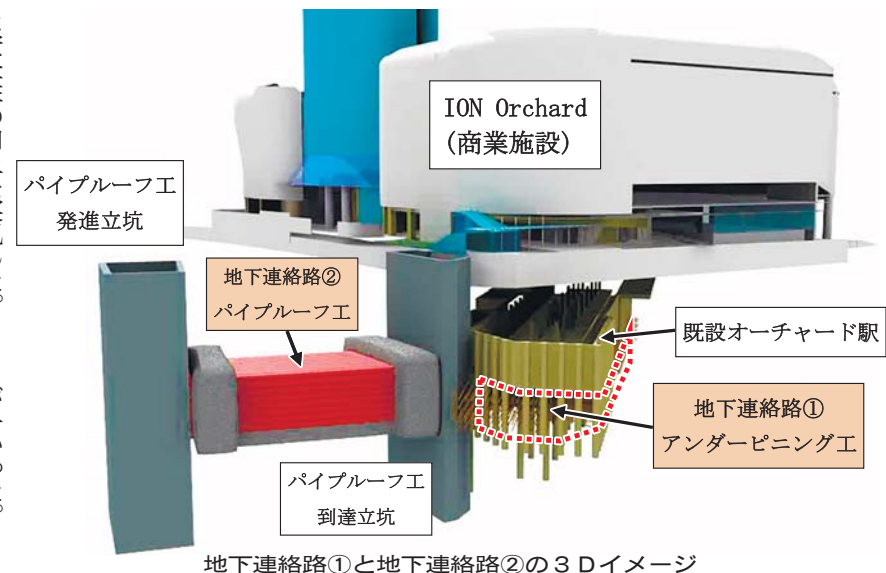 ION Orchard
(商業施設)
パイプルーフ工
発進立坑
地下連絡路②
パイプルーフ工
既設オーチャード駅
地下連絡路①
アンダーピニング工
パイプルーフ工
到達立坑
地下連絡路①と地下連絡路②の3Dイメージ